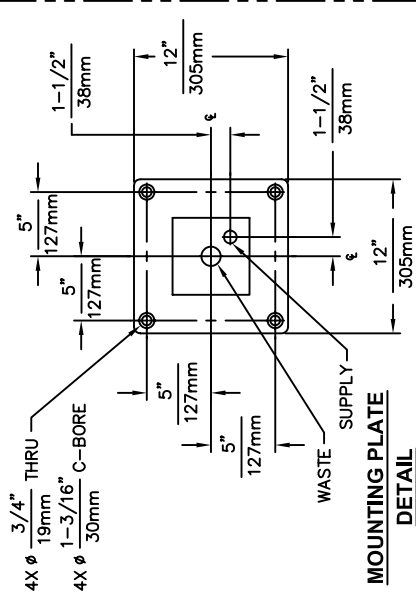 4X ø 3/4" THRU
19mm
4X ø 1-3/16" C-BORE
30mm
5"
127mm
5"
127mm
1-1/2"
38mm
12"
305mm
℄
1-1/2"
38mm
℄
12"
305mm
5"
127mm
5"
127mm
WASTE
SUPPLY
MOUNTING PLATE
DETAIL